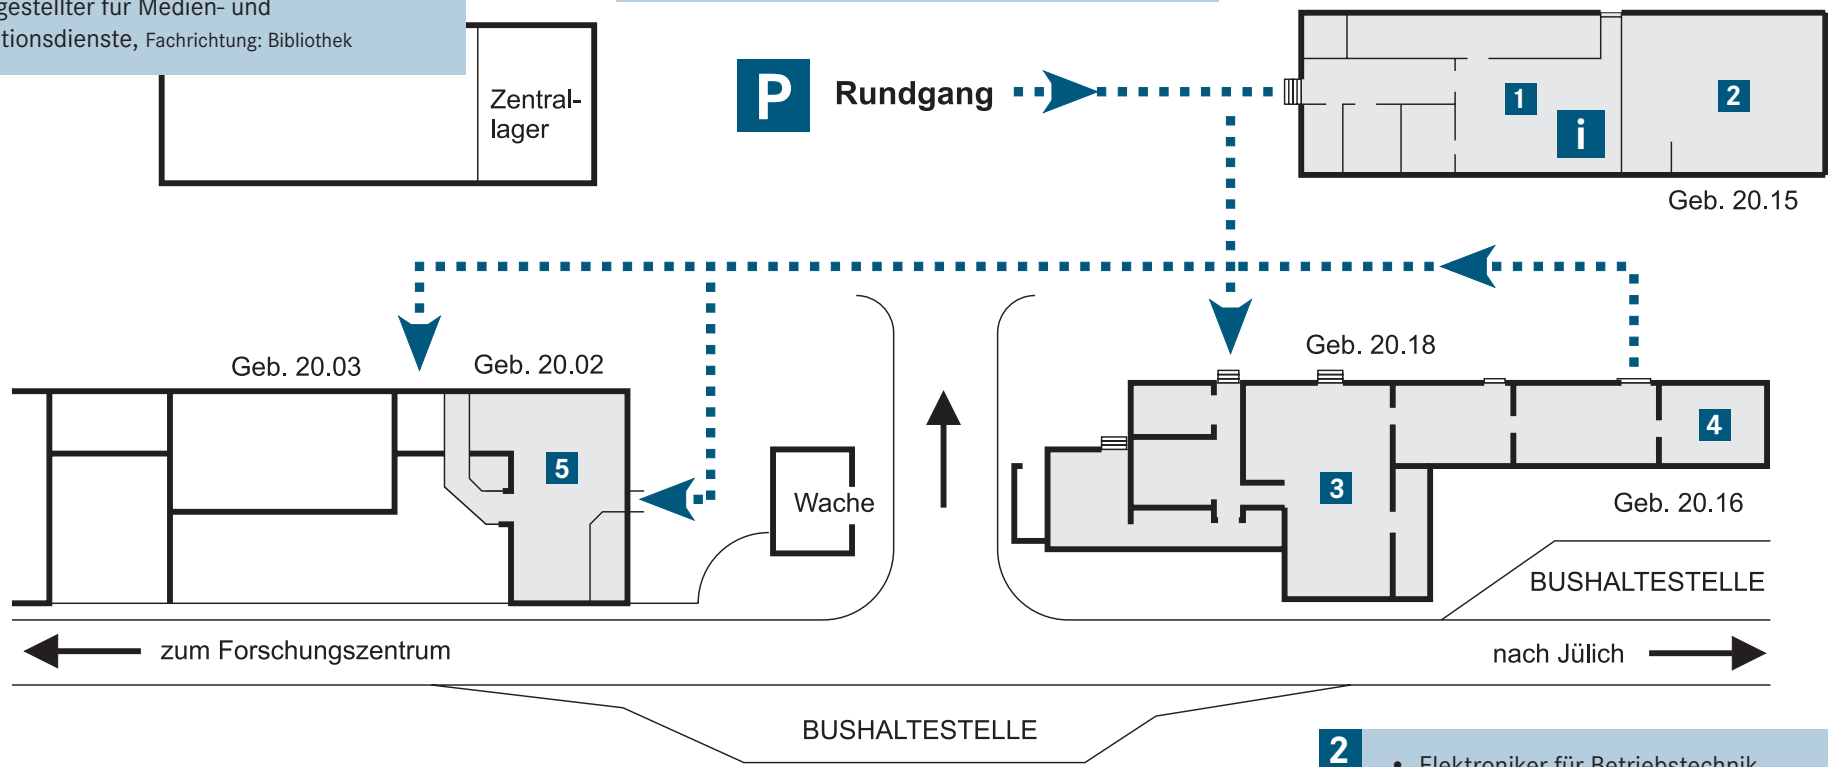 für Medien- und
Fachrichtung: Bibliothek
Zentral-
lager
P Rundgang
1
i
2
Geb. 20.15
Geb. 20.03
Geb. 20.02
Geb. 20.18
5
Wache
3
4
Geb. 20.16
BUSHALTESTELLE
zum Forschungszentrum
nach Jülich
BUSHALTESTELLE
2
• Elektroniker für Betriebstechnik